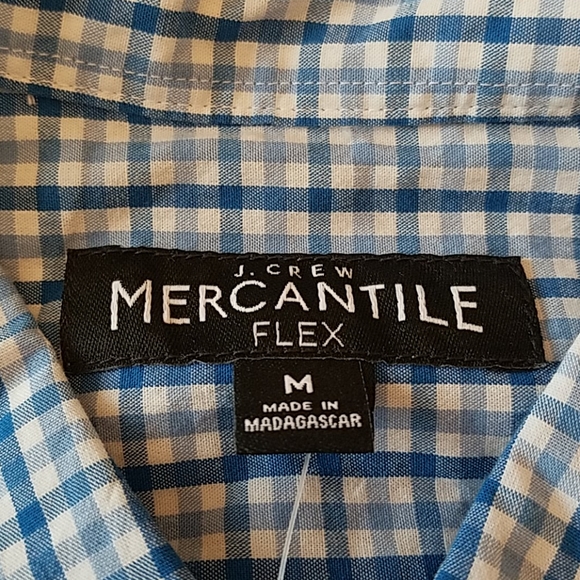 J. CREW
MERCANTILE
FLEX
M
MADE IN
MADAGASCAR